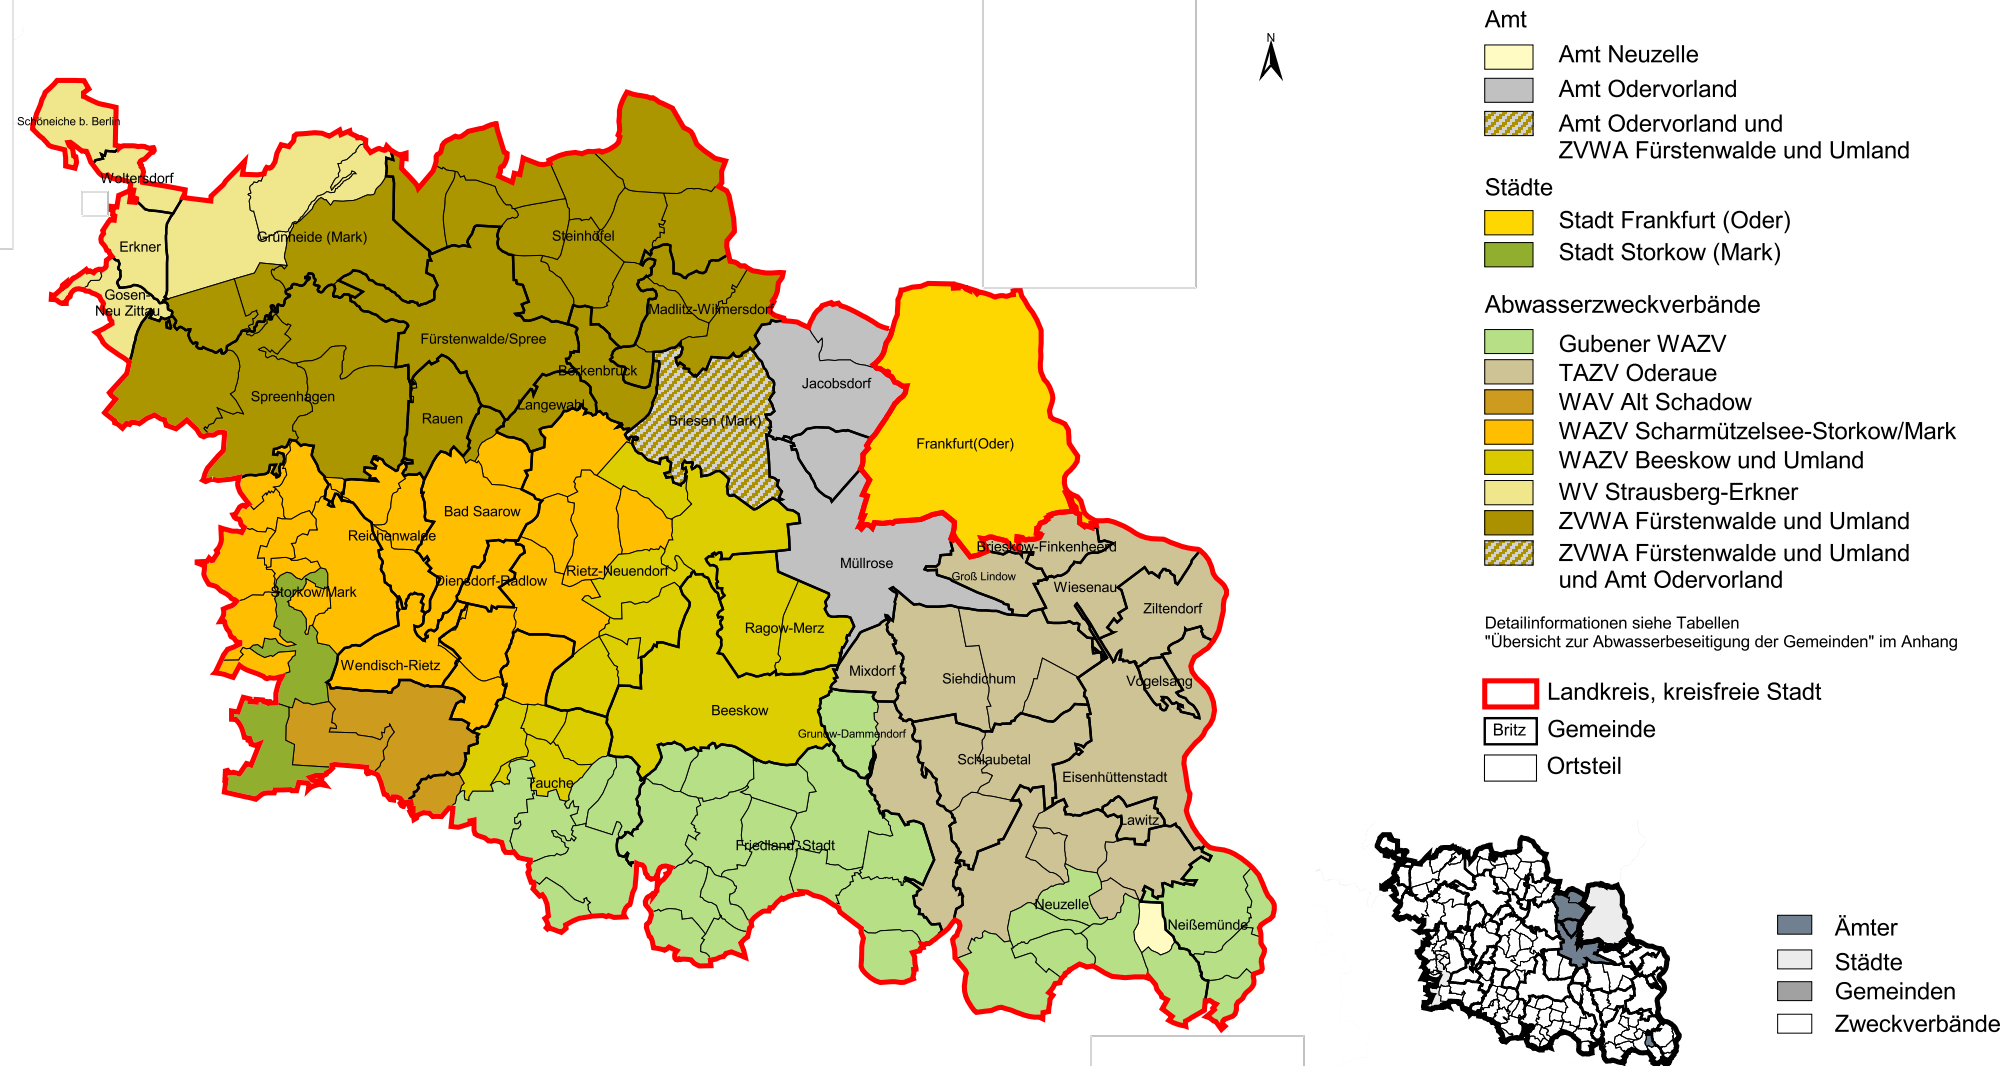 N
Schöneiche b. Berlin
Woltersdorf
Erkner
Grünheide (Mark)
Gosen-
Neu Zittau
Steinhöfel
Madlitz-Wilmersdorf
Fürstenwalde/Spree
Berkenbrück
Jacobsdorf
Spreenhagen
Langewahl
Rauen
Briesen (Mark)
Frankfurt(Oder)
Bad Saarow
Reichenwalde
Brieskow-Finkenheerd
Müllrose
Rietz-Neuendorf
Groß Lindow
Diensdorf-Radlow
Wiesenau
Storkow/Mark
Ziltendorf
Ragow-Merz
Wendisch-Rietz
Mixdorf
Siehdichum
Vogelsang
Beeskow
Grunow-Dammendorf
Schlaubetal
Eisenhüttenstadt
Tauche
Lawitz
Friedland Stadt
Neuzelle
Neißemünde
Amt
Amt Neuzelle
Amt Odervorland
Amt Odervorland und
ZVWA Fürstenwalde und Umland
Städte
Stadt Frankfurt (Oder)
Stadt Storkow (Mark)
Abwasserzweckverbände
Gubener WAZV
TAZV Oderaue
WAV Alt Schadow
WAZV Scharmützelsee-Storkow/Mark
WAZV Beeskow und Umland
WV Strausberg-Erkner
ZVWA Fürstenwalde und Umland
ZVWA Fürstenwalde und Umland
und Amt Odervorland
Detailinformationen siehe Tabellen
"Übersicht zur Abwasserbeseitigung der Gemeinden" im Anhang
Landkreis, kreisfreie Stadt
Britz Gemeinde
Ortsteil
Ämter
Städte
Gemeinden
Zweckverbände